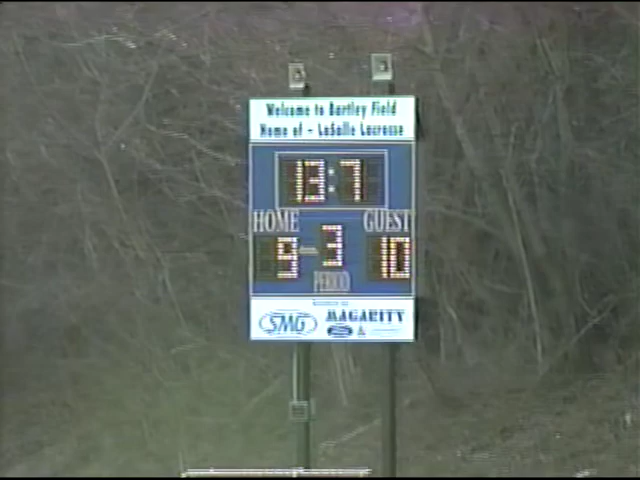 Welcome to Bartley Field
Home of - LaSalle Lacrosse
13:7
HOME GUEST
9 3 10
PERIOD
SMG MAGARITY